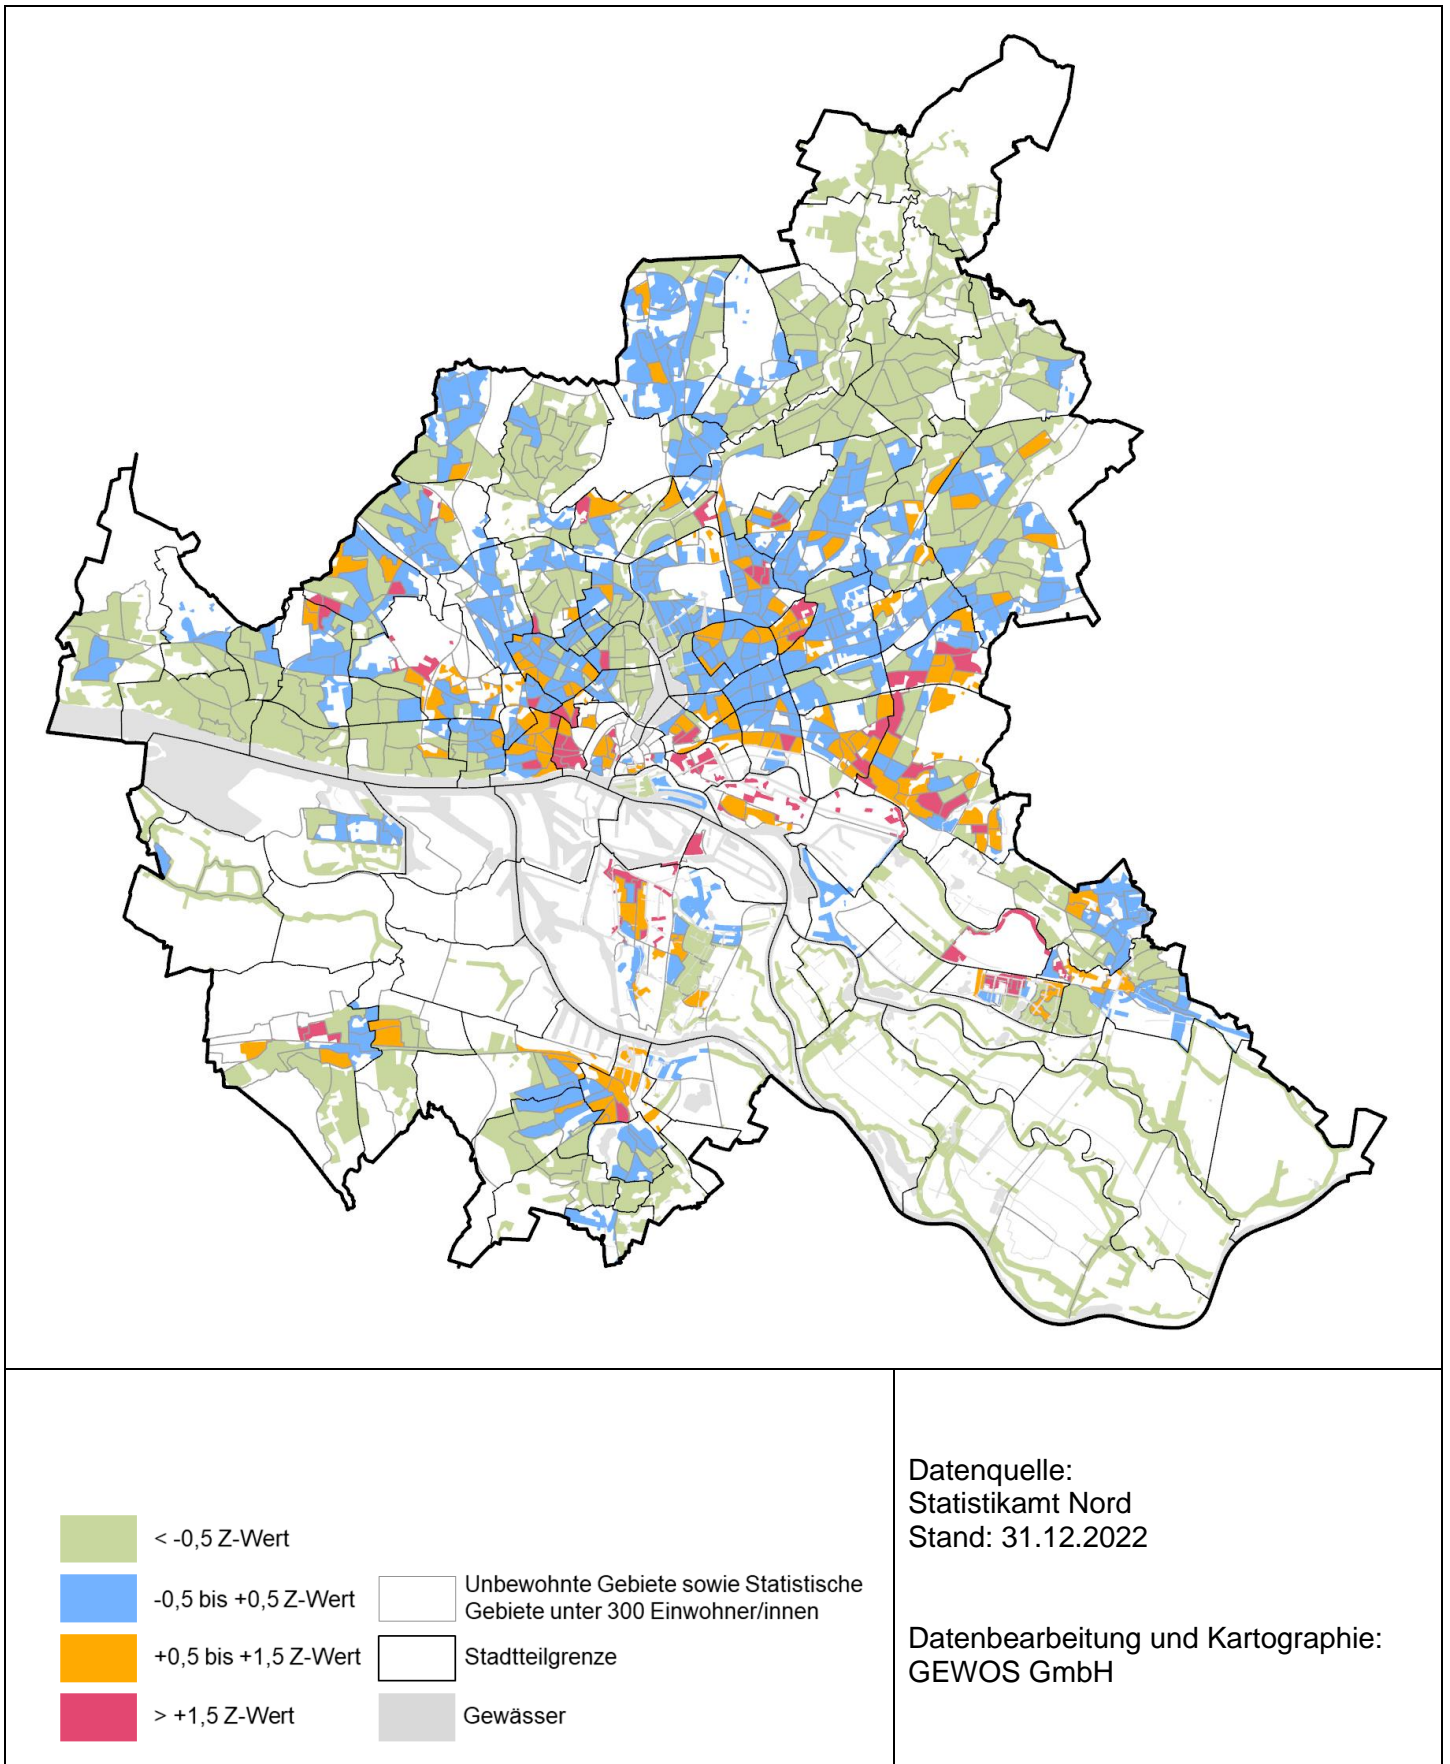 < -0,5 Z-Wert
-0,5 bis +0,5 Z-Wert
+0,5 bis +1,5 Z-Wert
> +1,5 Z-Wert
Unbewohnte Gebiete sowie Statistische
Gebiete unter 300 Einwohner/innen
Stadtteilgrenze
Gewässer
Datenquelle:
Statistikamt Nord
Stand: 31.12.2022
Datenbearbeitung und Kartographie:
GEWOS GmbH